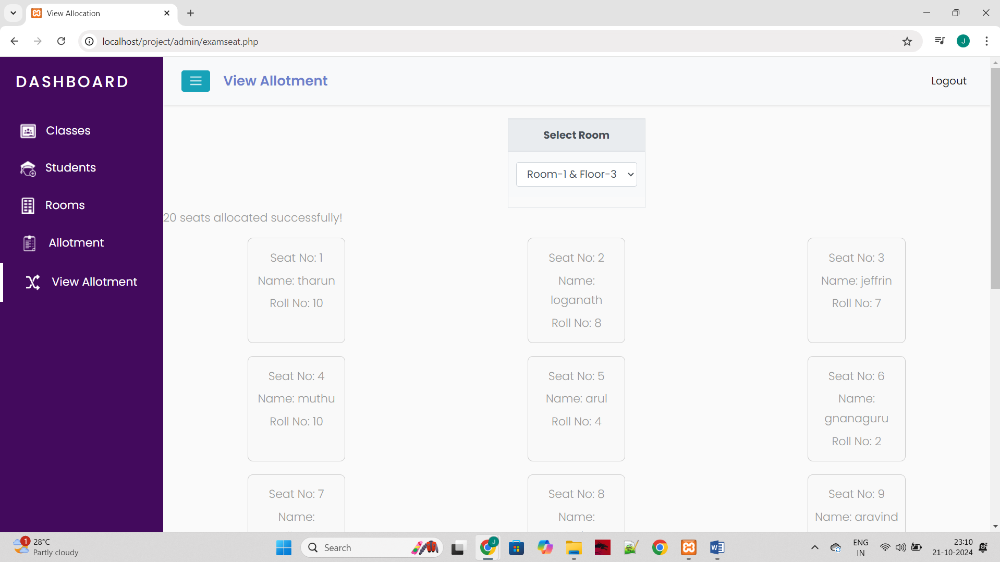 View Allocation
localhost/project/admin/examseat.php
J
DASHBOARD
View Allotment
Logout
Classes
Students
Rooms
Allotment
View Allotment
Select Room
Room-1 & Floor-3
20 seats allocated successfully!
Seat No: 1
Name: tharun
Roll No: 10
Seat No: 2
Name:
loganath
Roll No: 8
Seat No: 3
Name: jeffrin
Roll No: 7
Seat No: 4
Name: muthu
Roll No: 10
Seat No: 5
Name: arul
Roll No: 4
Seat No: 6
Name:
gnanaguru
Roll No: 2
Seat No: 7
Name:
Seat No: 8
Name:
Seat No: 9
Name: aravind
1
28°C
Partly cloudy
Search
J
W
ENG
IN
23:10
21-10-2024